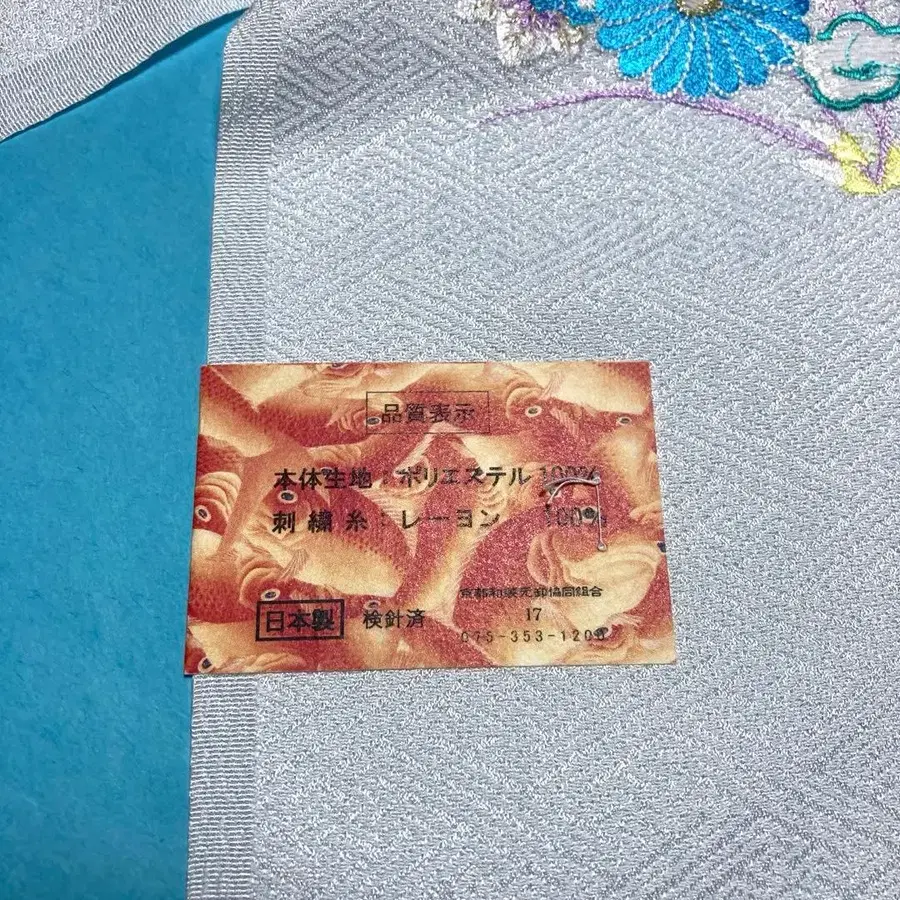 品質表示
本体生地：ポリエステル 100%
刺繍糸：レーヨン 100%
京都和装元卸協同組合
日本製 検針済 17
075-353-1200